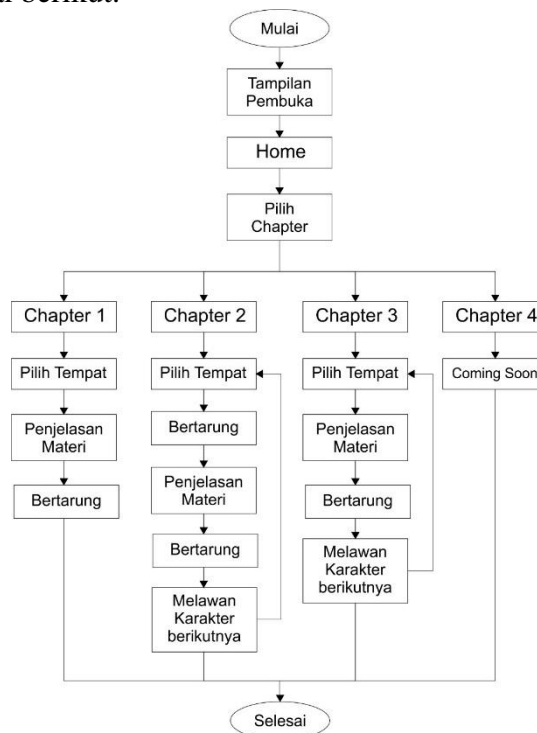 berikut.
Mulai
Tampilan
Pembuka
Home
Pilih
Chapter
Chapter 1
Chapter 2
Chapter 3
Chapter 4
Pilih Tempat
Pilih Tempat
Pilih Tempat
Coming Soon
Penjelasan
Materi
Bertarung
Penjelasan
Materi
Bertarung
Penjelasan
Materi
Bertarung
Bertarung
Melawan
Karakter
berikutnya
Melawan
Karakter
berikutnya
Selesai